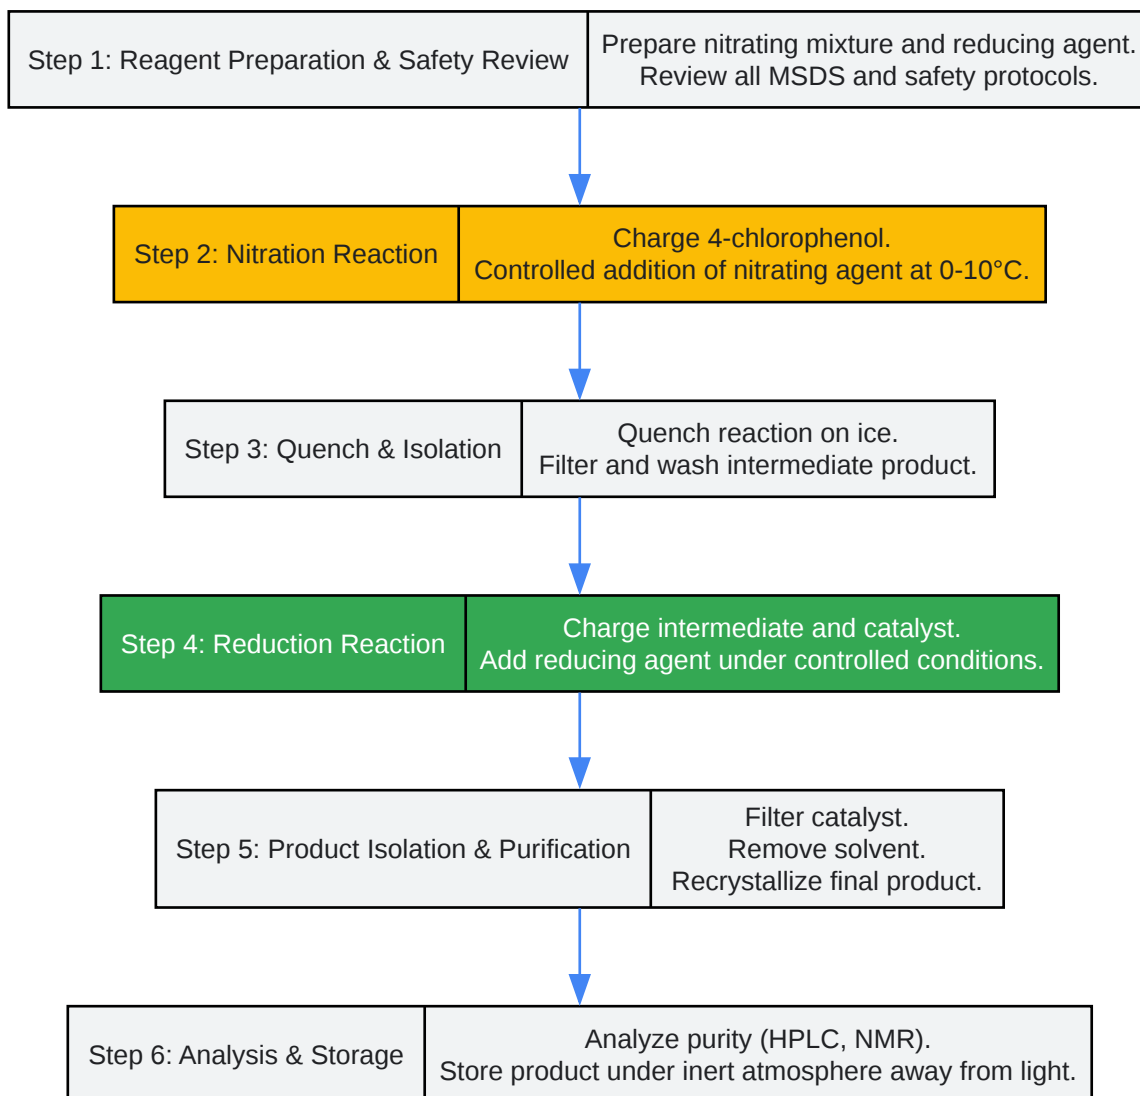 Step 1: Reagent Preparation & Safety Review
Prepare nitrating mixture and reducing agent.
Review all MSDS and safety protocols.
Step 2: Nitration Reaction
Charge 4-chlorophenol.
Controlled addition of nitrating agent at 0-10°C.
Step 3: Quench & Isolation
Quench reaction on ice.
Filter and wash intermediate product.
Step 4: Reduction Reaction
Charge intermediate and catalyst.
Add reducing agent under controlled conditions.
Step 5: Product Isolation & Purification
Filter catalyst.
Remove solvent.
Recrystallize final product.
Step 6: Analysis & Storage
Analyze purity (HPLC, NMR).
Store product under inert atmosphere away from light.